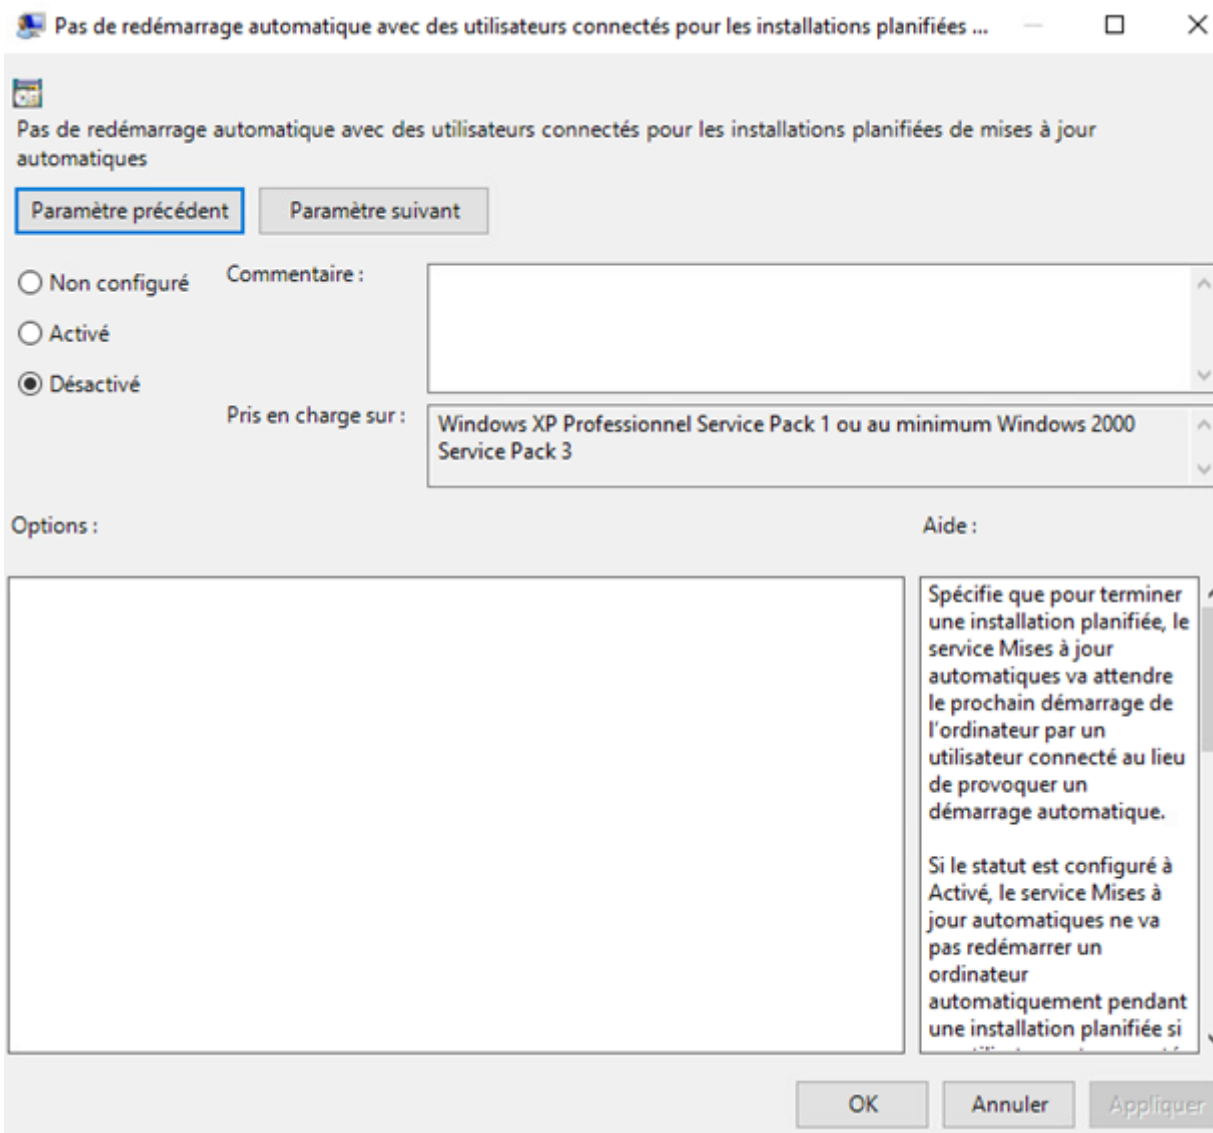 Pas de redémarrage automatique avec des utilisateurs connectés pour les installations planifiées ...
Pas de redémarrage automatique avec des utilisateurs connectés pour les installations planifiées de mises à jour
automatiques
Paramètre précédent
Paramètre suivant
Non configuré
Commentaire :
Activé
Désactivé
Pris en charge sur :
Windows XP Professionnel Service Pack 1 ou au minimum Windows 2000
Service Pack 3
Options :
Aide :
Spécifie que pour terminer
une installation planifiée, le
service Mises à jour
automatiques va attendre
le prochain démarrage de
l'ordinateur par un
utilisateur connecté au lieu
de provoquer un
démarrage automatique.
Si le statut est configuré à
Activé, le service Mises à
jour automatiques ne va
pas redémarrer un
ordinateur
automatiquement pendant
une installation planifiée si
OK
Annuler
Appliquer